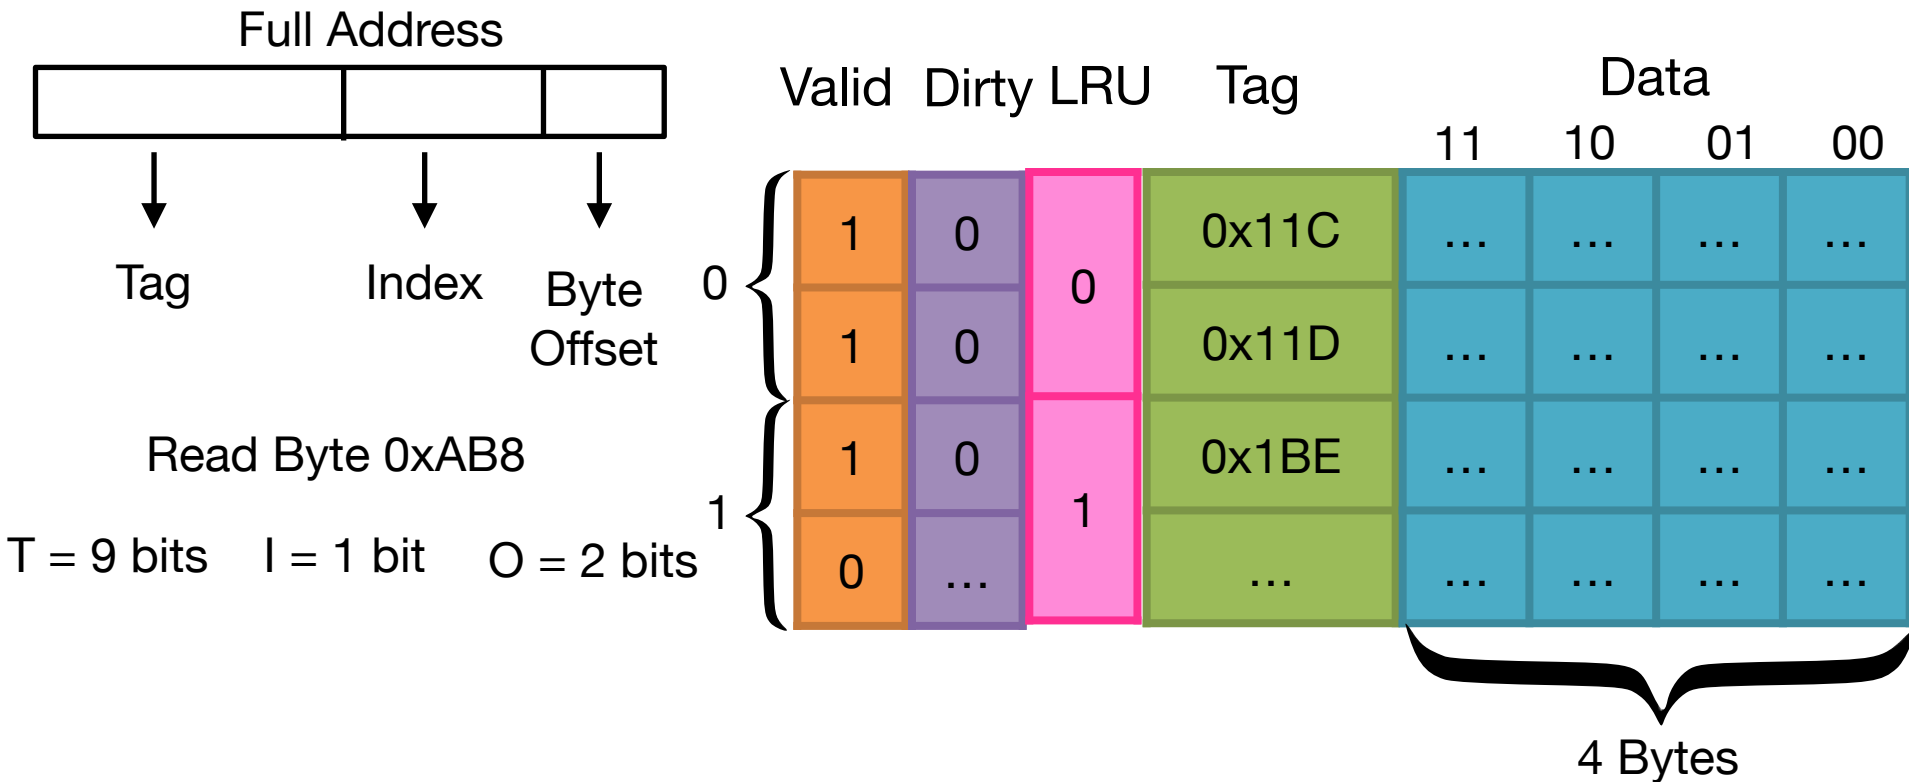 Full Address
Tag Index Byte Offset
Read Byte 0xAB8
T = 9 bits I = 1 bit O = 2 bits
Valid Dirty LRU Tag Data
11 10 01 00
0
1 0 0 0x11C ... ... ... ...
1 0 0x11D ... ... ... ...
1
1 0 1 0x1BE ... ... ... ...
0 ... ... ... ... ... ...
4 Bytes